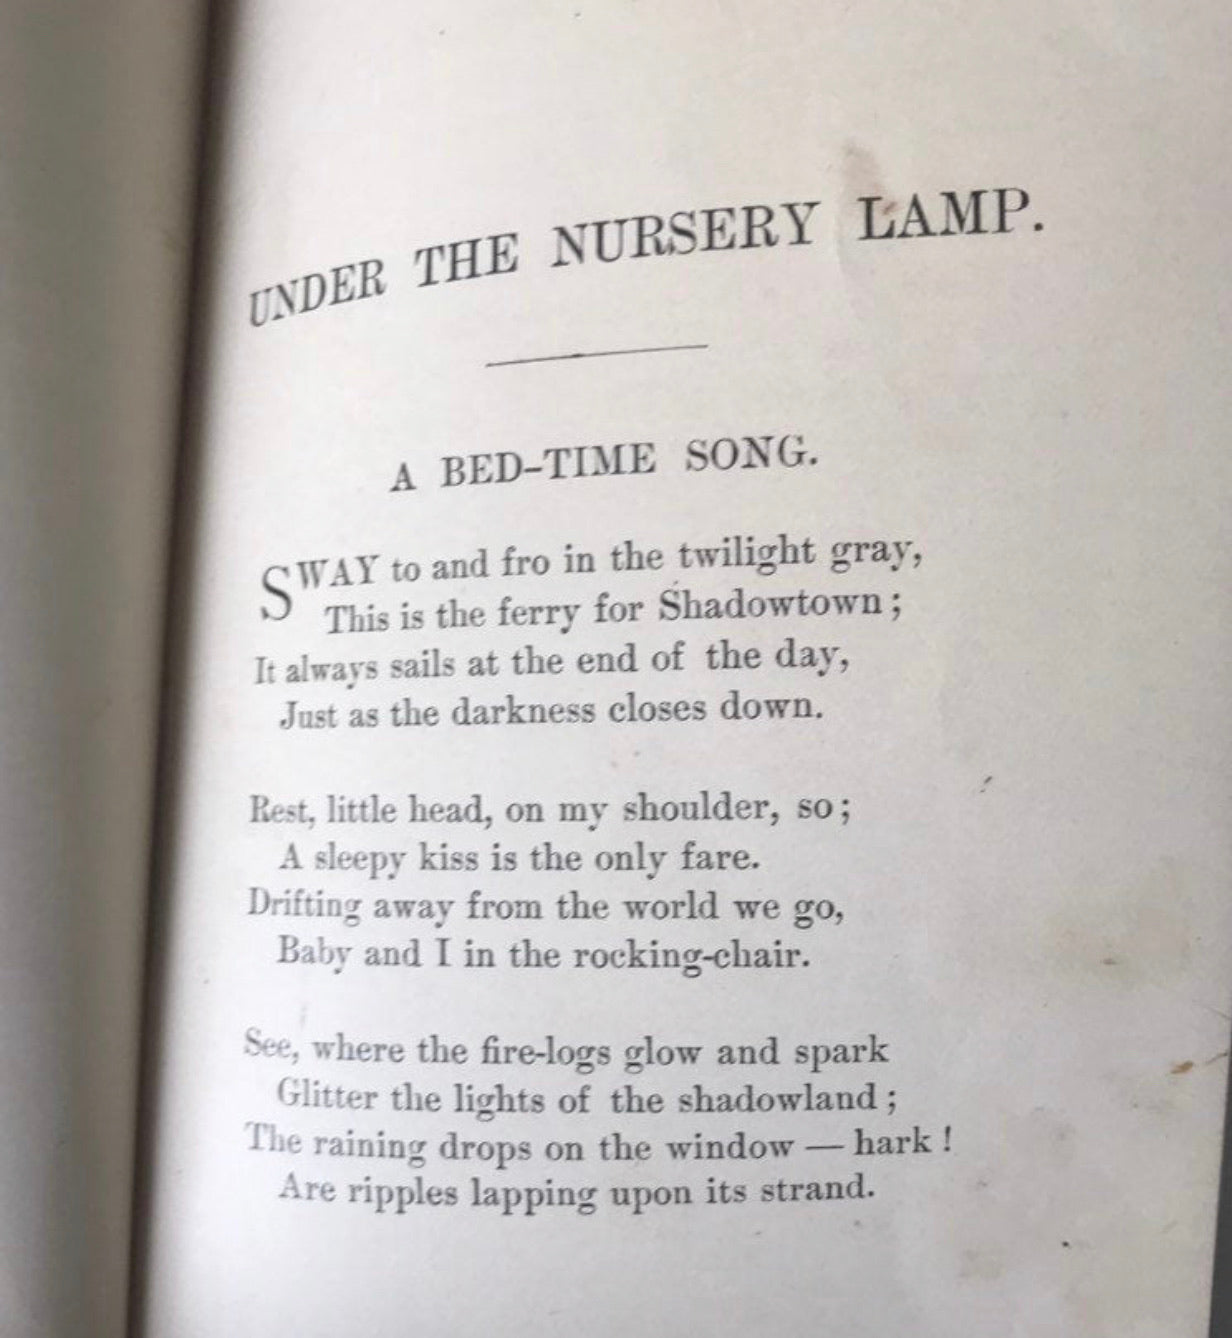 UNDER THE NURSERY LAMP.
A BED-TIME SONG.
SWAY to and fro in the twilight gray,
This is the ferry for Shadowtown;
It always sails at the end of the day,
Just as the darkness closes down.
Rest, little head, on my shoulder, so;
A sleepy kiss is the only fare.
Drifting away from the world we go,
Baby and I in the rocking-chair.
See, where the fire-logs glow and spark
Glitter the lights of the shadowland;
The raining drops on the window — hark!
Are ripples lapping upon its strand.